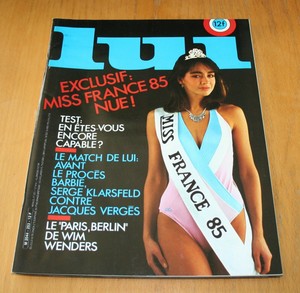 12F
lui
EXCLUSIF:
MISS FRANCE 85
NUE!
TEST:
EN ÊTES-VOUS
ENCORE
CAPABLE?
LE MATCH DE LUI:
AVANT
LE PROCÈS
BARBIE,
SERGE KLARSFELD
CONTRE
JACQUES VERGÈS
LE "PARIS, BERLIN"
DE WIM
WENDERS
MISS FRANCE 85